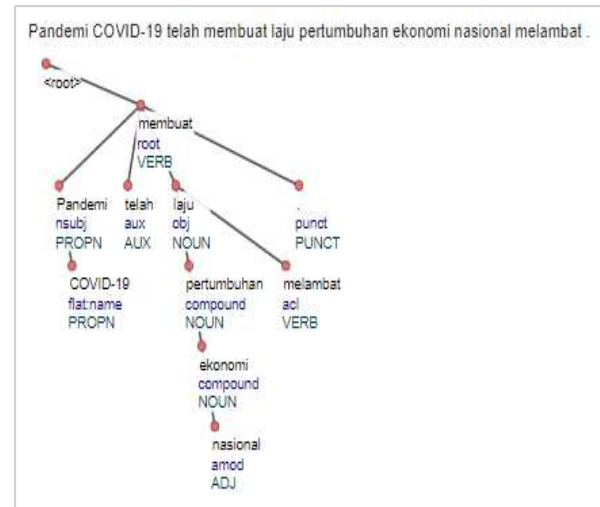 Pandemi COVID-19 telah membuat laju pertumbuhan ekonomi nasional melambat .
<root>
membuat
root
VERB
Pandemi telah laju .
nsubj aux obj punct
PROPN AUX NOUN PUNCT
COVID-19 pertumbuhan melambat
flat:name compound acl
PROPN NOUN VERB
ekonomi
compound
NOUN
nasional
amod
ADJ